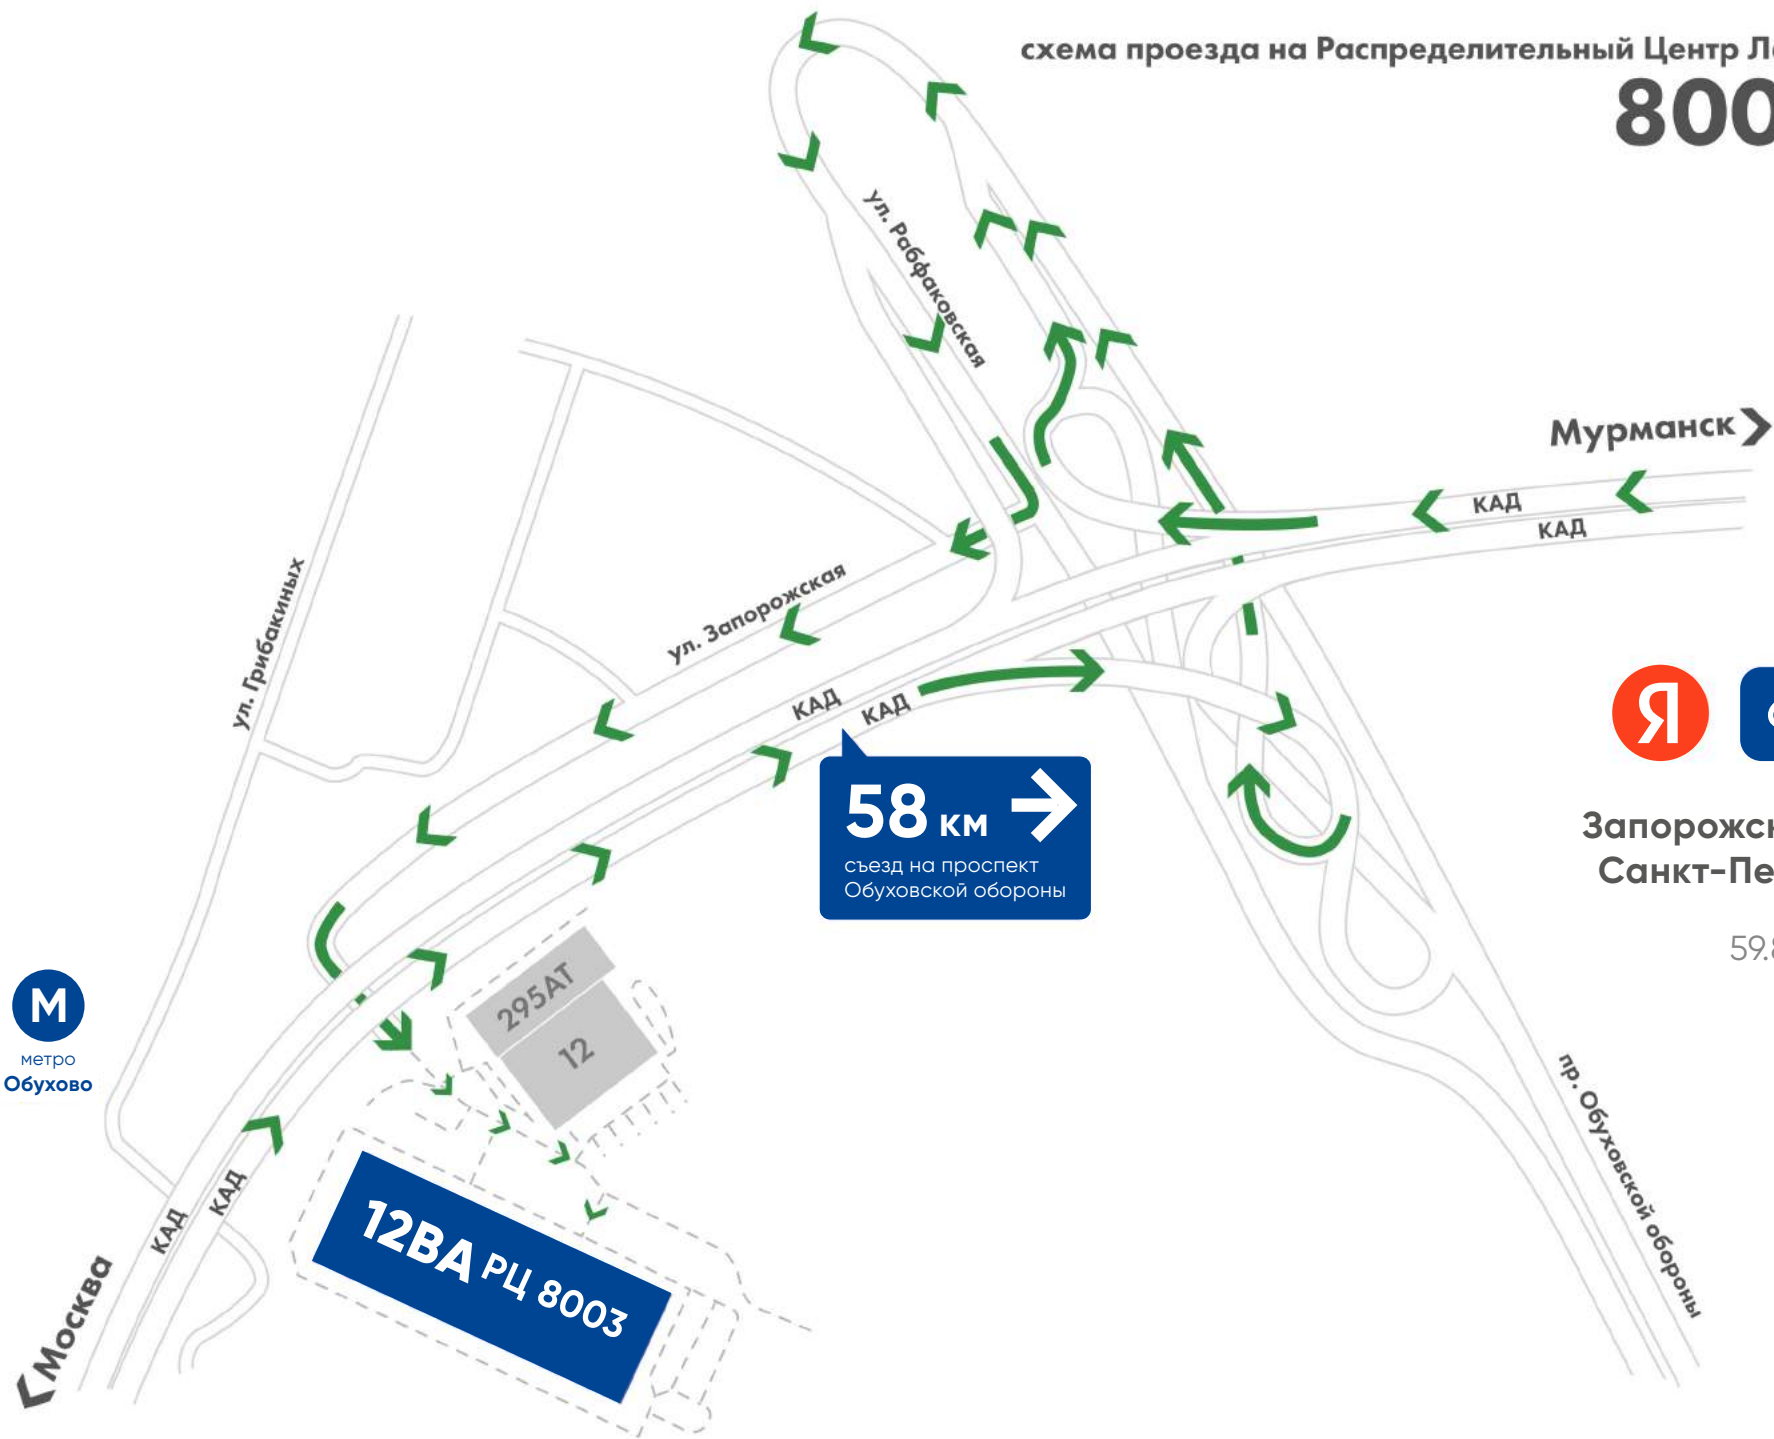 схема проезда на Распределительный Центр
800
ул. Рабфаковская
Мурманск
КАД
КАД
ул. Грибакиных
ул. Запорожская
КАД
КАД
58 км
съезд на проспект
Обуховской обороны
Я
Санкт-Пе
59.8
295АТ
12
М
метро
Обухово
12ВА РЦ 8003
КАД
КАД
Москва
пр. Обуховской обороны